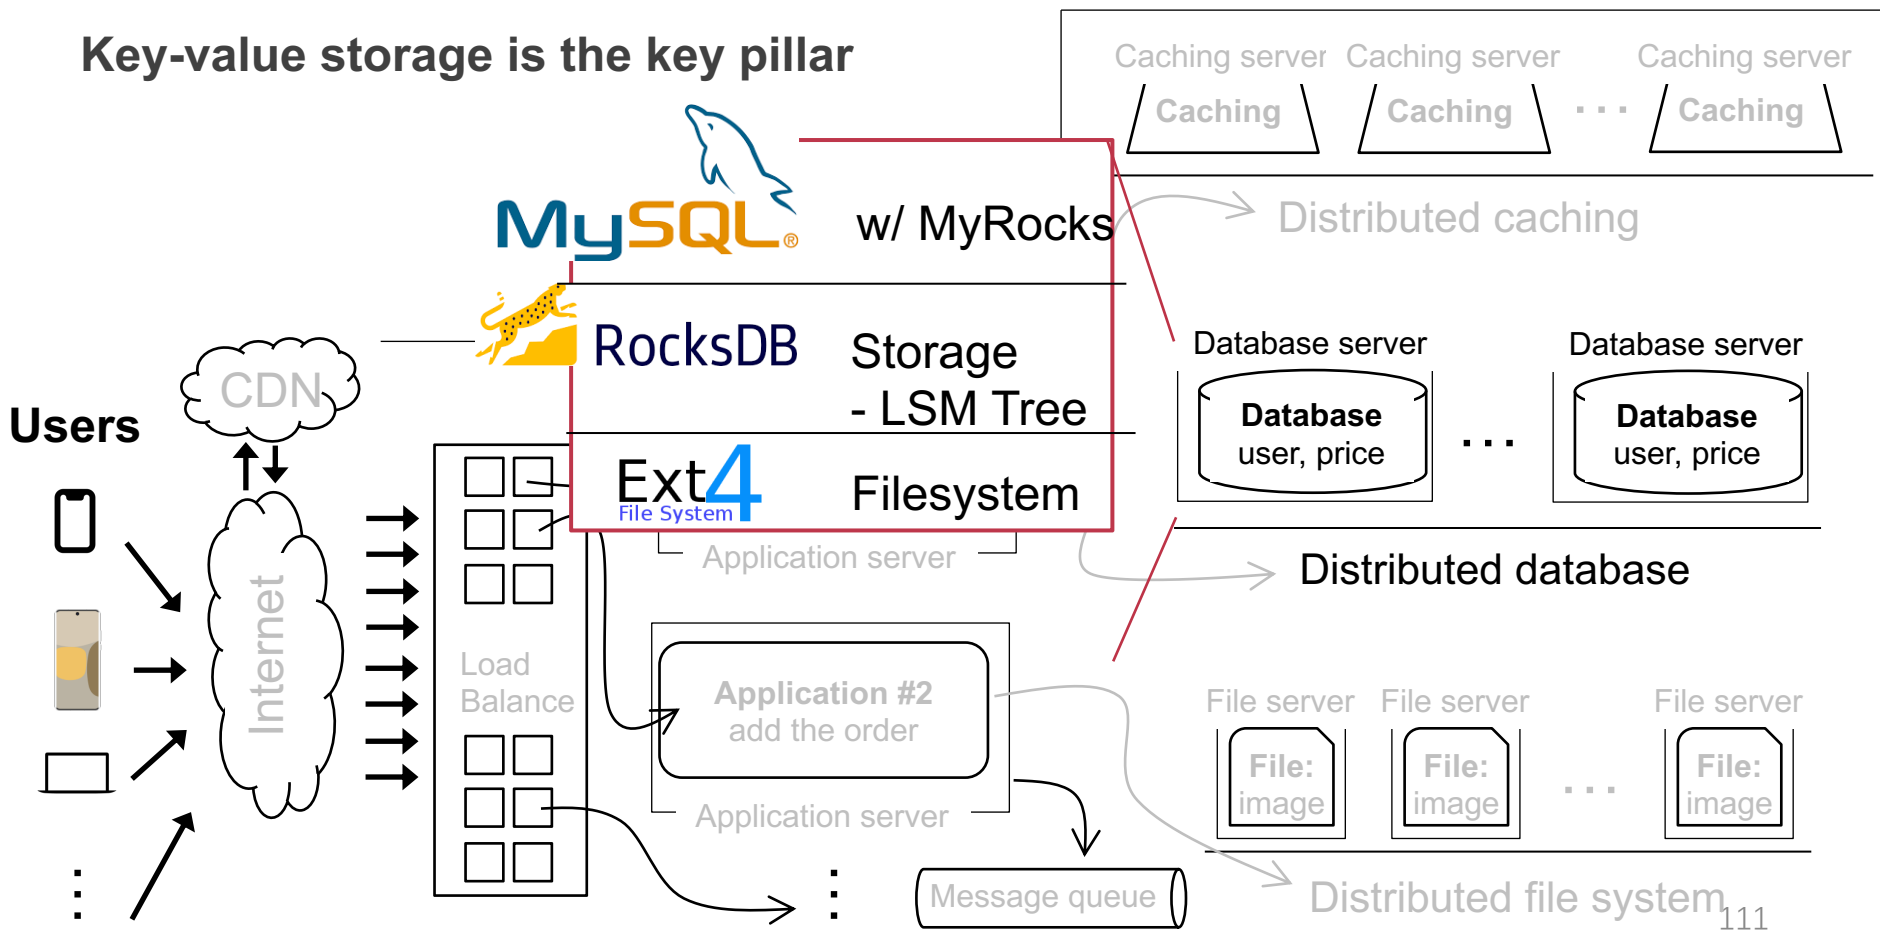 Key-value storage is the key pillar
Caching server
Caching server
Caching server
Caching
Caching
...
Caching
Distributed caching
MySQL®
w/ MyRocks
RocksDB
Storage
- LSM Tree
Ext4
File System
Filesystem
CDN
Users
Internet
Load
Balance
Application server
Application #2
add the order
Application server
Message queue
Database server
Database server
Database
user, price
...
Database
user, price
Distributed database
File server
File server
File server
File:
image
File:
image
...
File:
image
Distributed file system
111